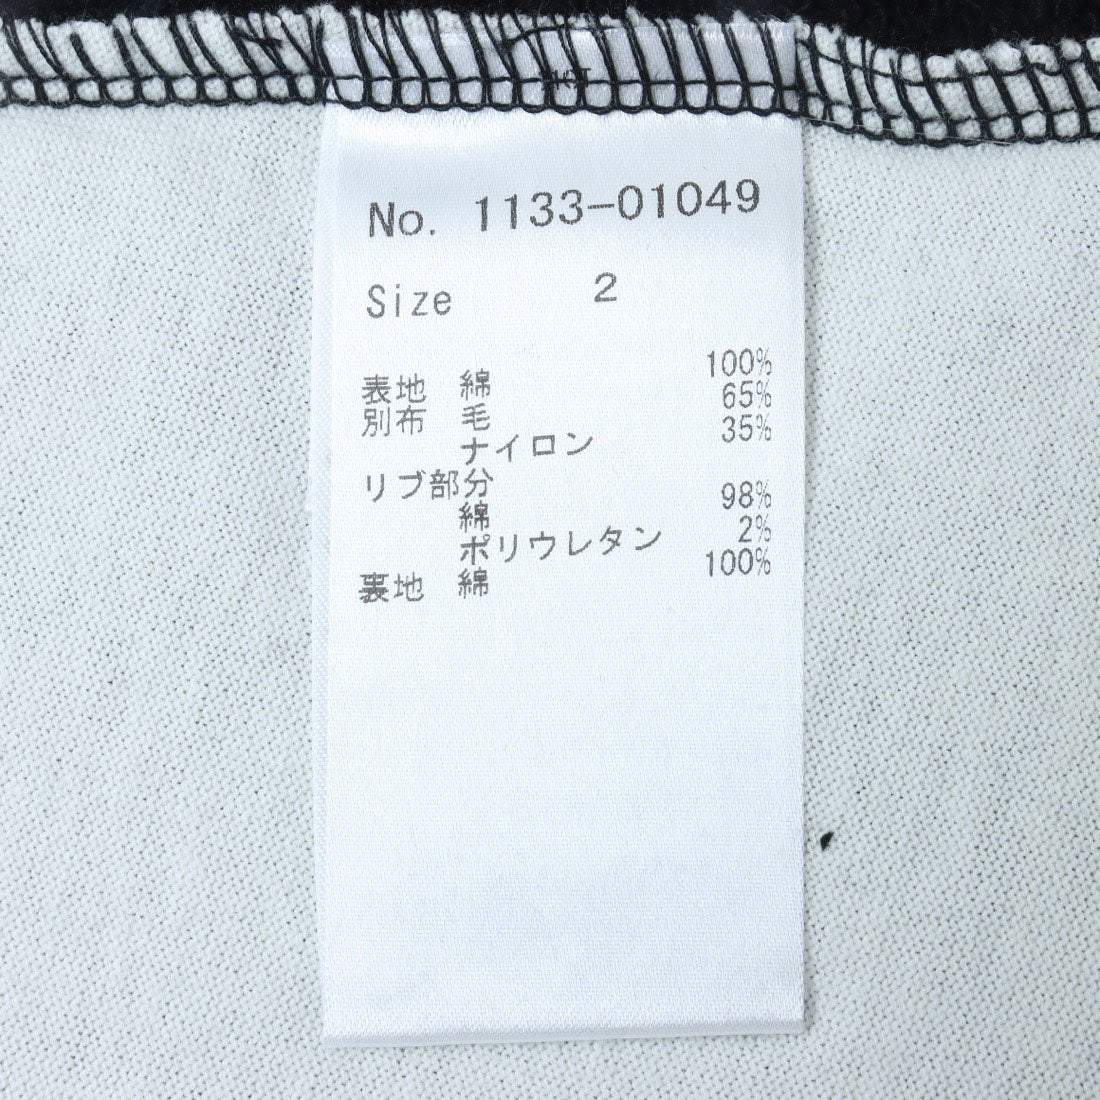 No. 1133-01049
Size 2
表地 綿 100%
別布 毛 65%
ナイロン 35%
リブ部分
綿 98%
ポリウレタン 2%
裏地 綿 100%